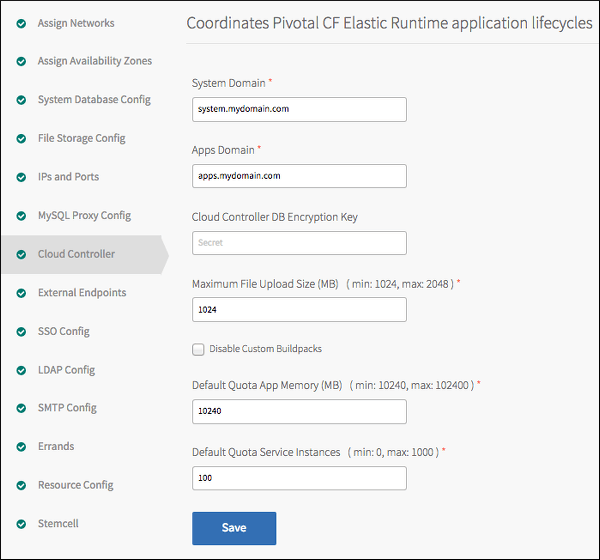 Assign Networks
Assign Availability Zones
System Database Config
File Storage Config
IPs and Ports
MySQL Proxy Config
Cloud Controller
External Endpoints
SSO Config
LDAP Config
SMTP Config
Errands
Resource Config
Stemcell
Coordinates Pivotal CF Elastic Runtime application lifecycles
System Domain *
system.mydomain.com
Apps Domain *
apps.mydomain.com
Cloud Controller DB Encryption Key
Secret
Maximum File Upload Size (MB) ( min: 1024, max: 2048 ) *
1024
Disable Custom Buildpacks
Default Quota App Memory (MB) ( min: 10240, max: 102400 ) *
10240
Default Quota Service Instances ( min: 0, max: 1000 ) *
100
Save